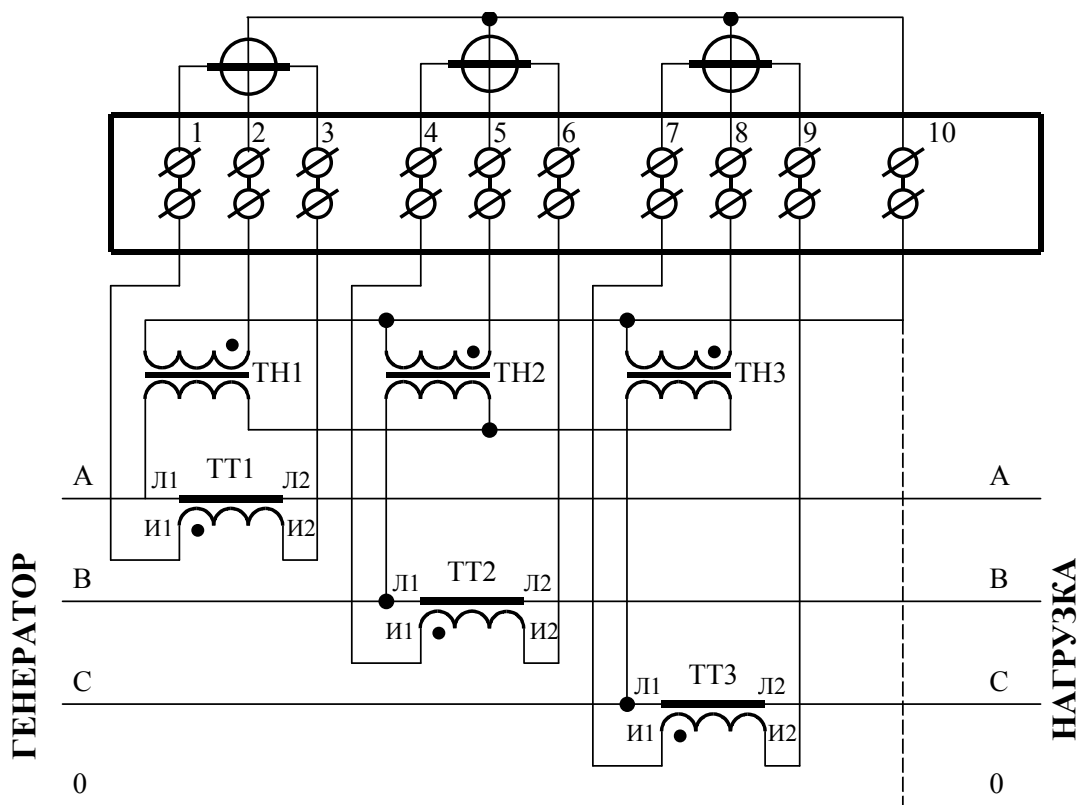 1 2 3 4 5 6 7 8 9 10
ТН1 ТН2 ТН3
A Л1 ТТ1 Л2 A
И1 И2
B Л1 ТТ2 Л2 B
И1 И2
C Л1 ТТ3 Л2 C
И1 И2
0 0
ГЕНЕРАТОР
НАГРУЗКА